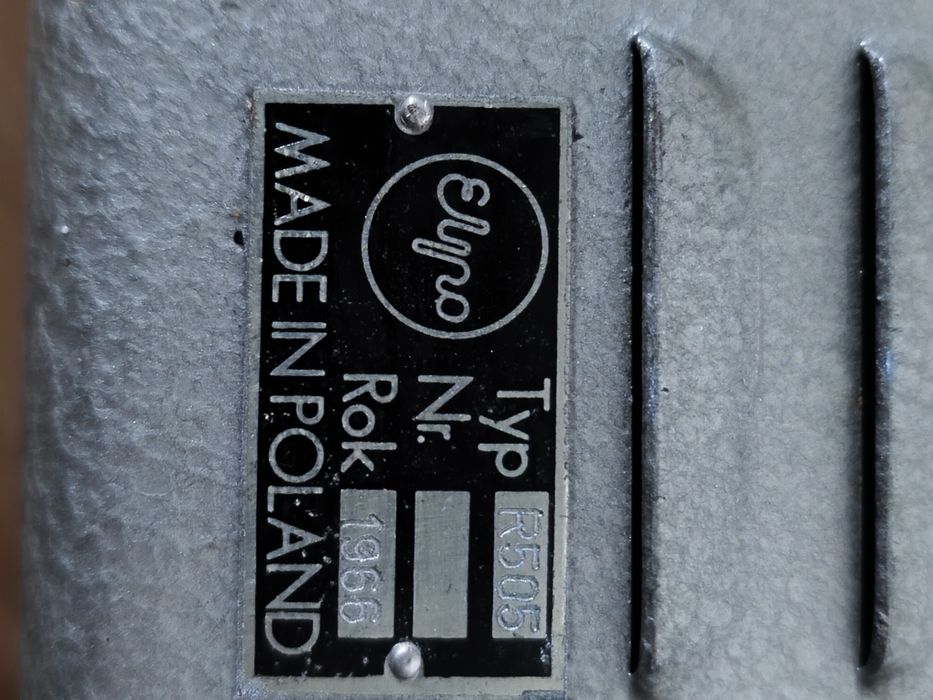 Elpo
Typ R505
Nr.
Rok 1966
MADE IN POLAND